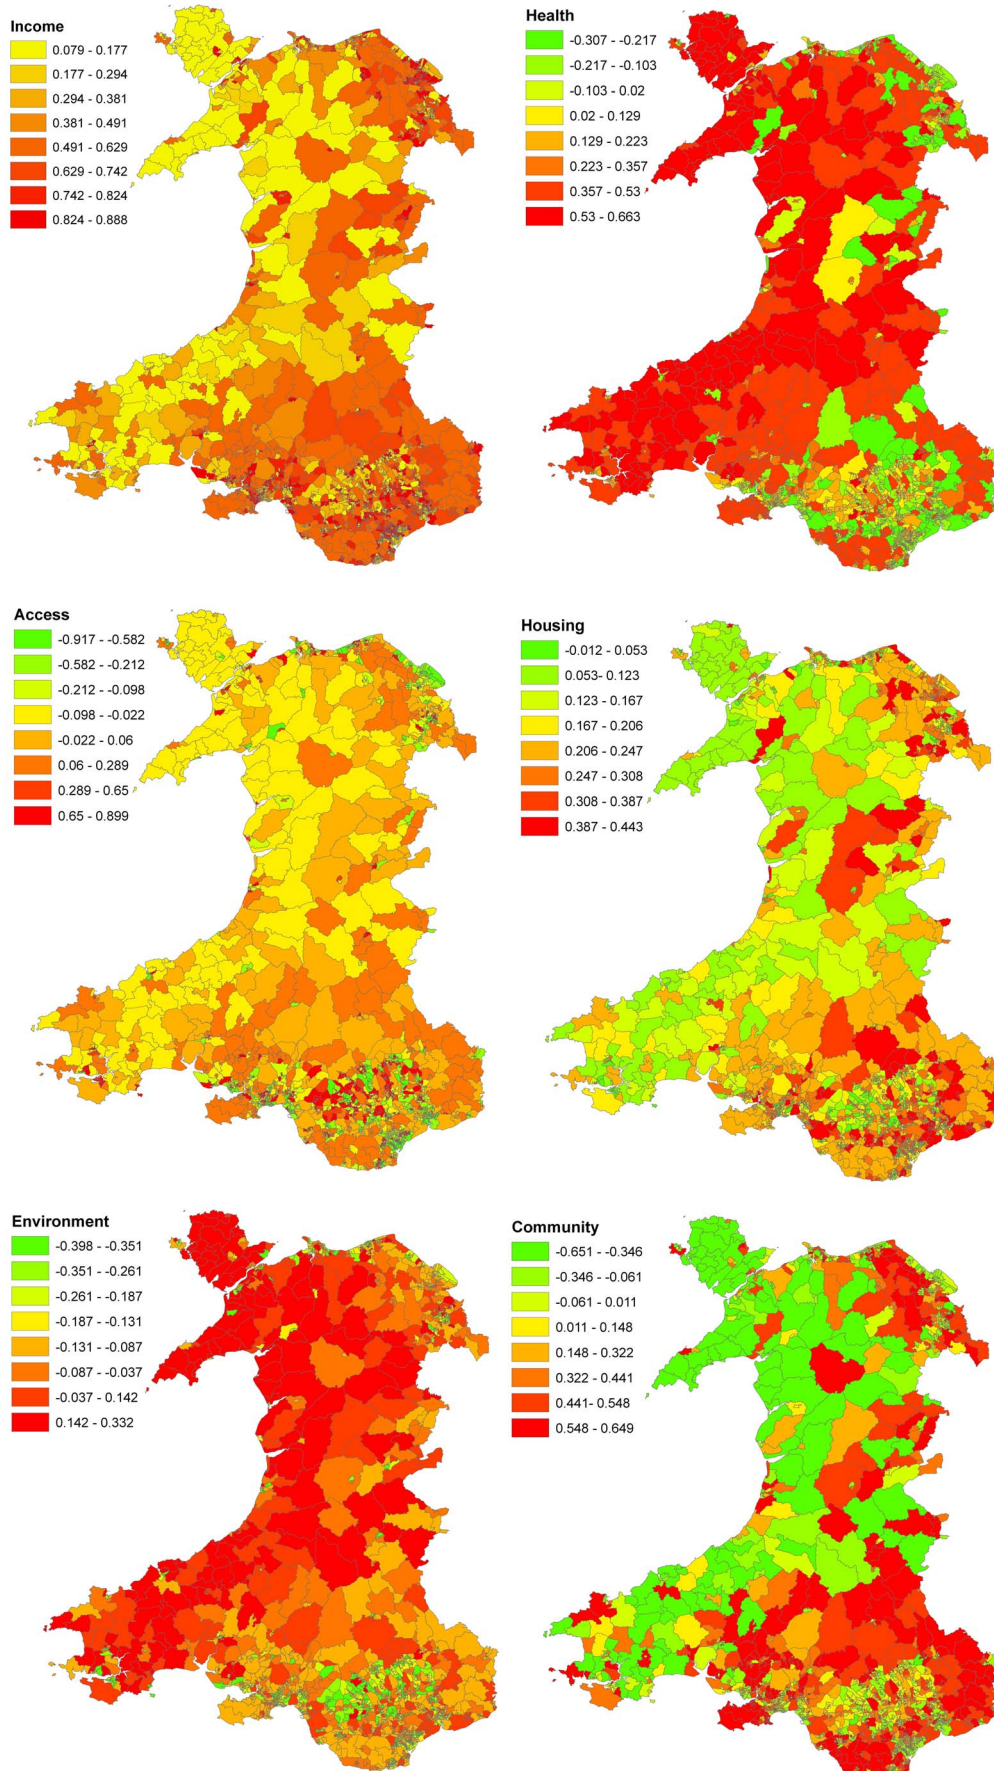 Income
0.079 - 0.177
0.177 - 0.294
0.294 - 0.381
0.381 - 0.491
0.491 - 0.629
0.629 - 0.742
0.742 - 0.824
0.824 - 0.888
Health
-0.307 - -0.217
-0.217 - -0.103
-0.103 - 0.02
0.02 - 0.129
0.129 - 0.223
0.223 - 0.357
0.357 - 0.53
0.53 - 0.663
Access
-0.917 - -0.582
-0.582 - -0.212
-0.212 - -0.098
-0.098 - -0.022
-0.022 - 0.06
0.06 - 0.289
0.289 - 0.65
0.65 - 0.899
Housing
-0.012 - 0.053
0.053- 0.123
0.123 - 0.167
0.167 - 0.206
0.206 - 0.247
0.247 - 0.308
0.308 - 0.387
0.387 - 0.443
Environment
-0.398 - -0.351
-0.351 - -0.261
-0.261 - -0.187
-0.187 - -0.131
-0.131 - -0.087
-0.087 - -0.037
-0.037 - 0.142
0.142 - 0.332
Community
-0.651 - -0.346
-0.346 - -0.061
-0.061 - 0.011
0.011 - 0.148
0.148 - 0.322
0.322 - 0.441
0.441- 0.548
0.548 - 0.649